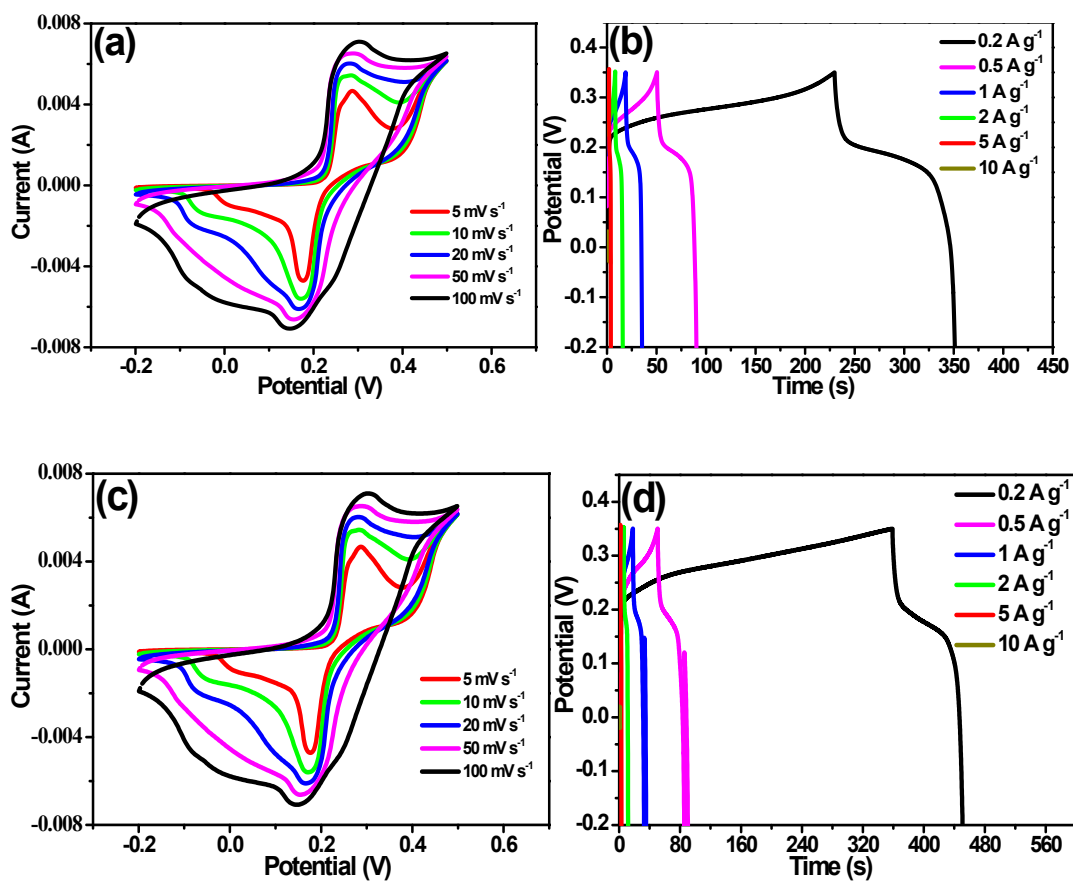 (a)
0.008
0.004
0.000
-0.004
-0.008
Current (A)
-0.2
0.0
0.2
0.4
0.6
Potential (V)
5 mV s⁻¹
10 mV s⁻¹
20 mV s⁻¹
50 mV s⁻¹
100 mV s⁻¹
(b)
0.4
0.3
0.2
0.1
0.0
-0.1
-0.2
Potential (V)
0
50
100
150
200
250
300
350
400
450
Time (s)
0.2 A g⁻¹
0.5 A g⁻¹
1 A g⁻¹
2 A g⁻¹
5 A g⁻¹
10 A g⁻¹
(c)
0.008
0.004
0.000
-0.004
-0.008
Current (A)
-0.2
0.0
0.2
0.4
0.6
Potential (V)
5 mV s⁻¹
10 mV s⁻¹
20 mV s⁻¹
50 mV s⁻¹
100 mV s⁻¹
(d)
0.4
0.3
0.2
0.1
0.0
-0.1
-0.2
Potential (V)
0
80
160
240
320
400
480
560
Time (s)
0.2 A g⁻¹
0.5 A g⁻¹
1 A g⁻¹
2 A g⁻¹
5 A g⁻¹
10 A g⁻¹